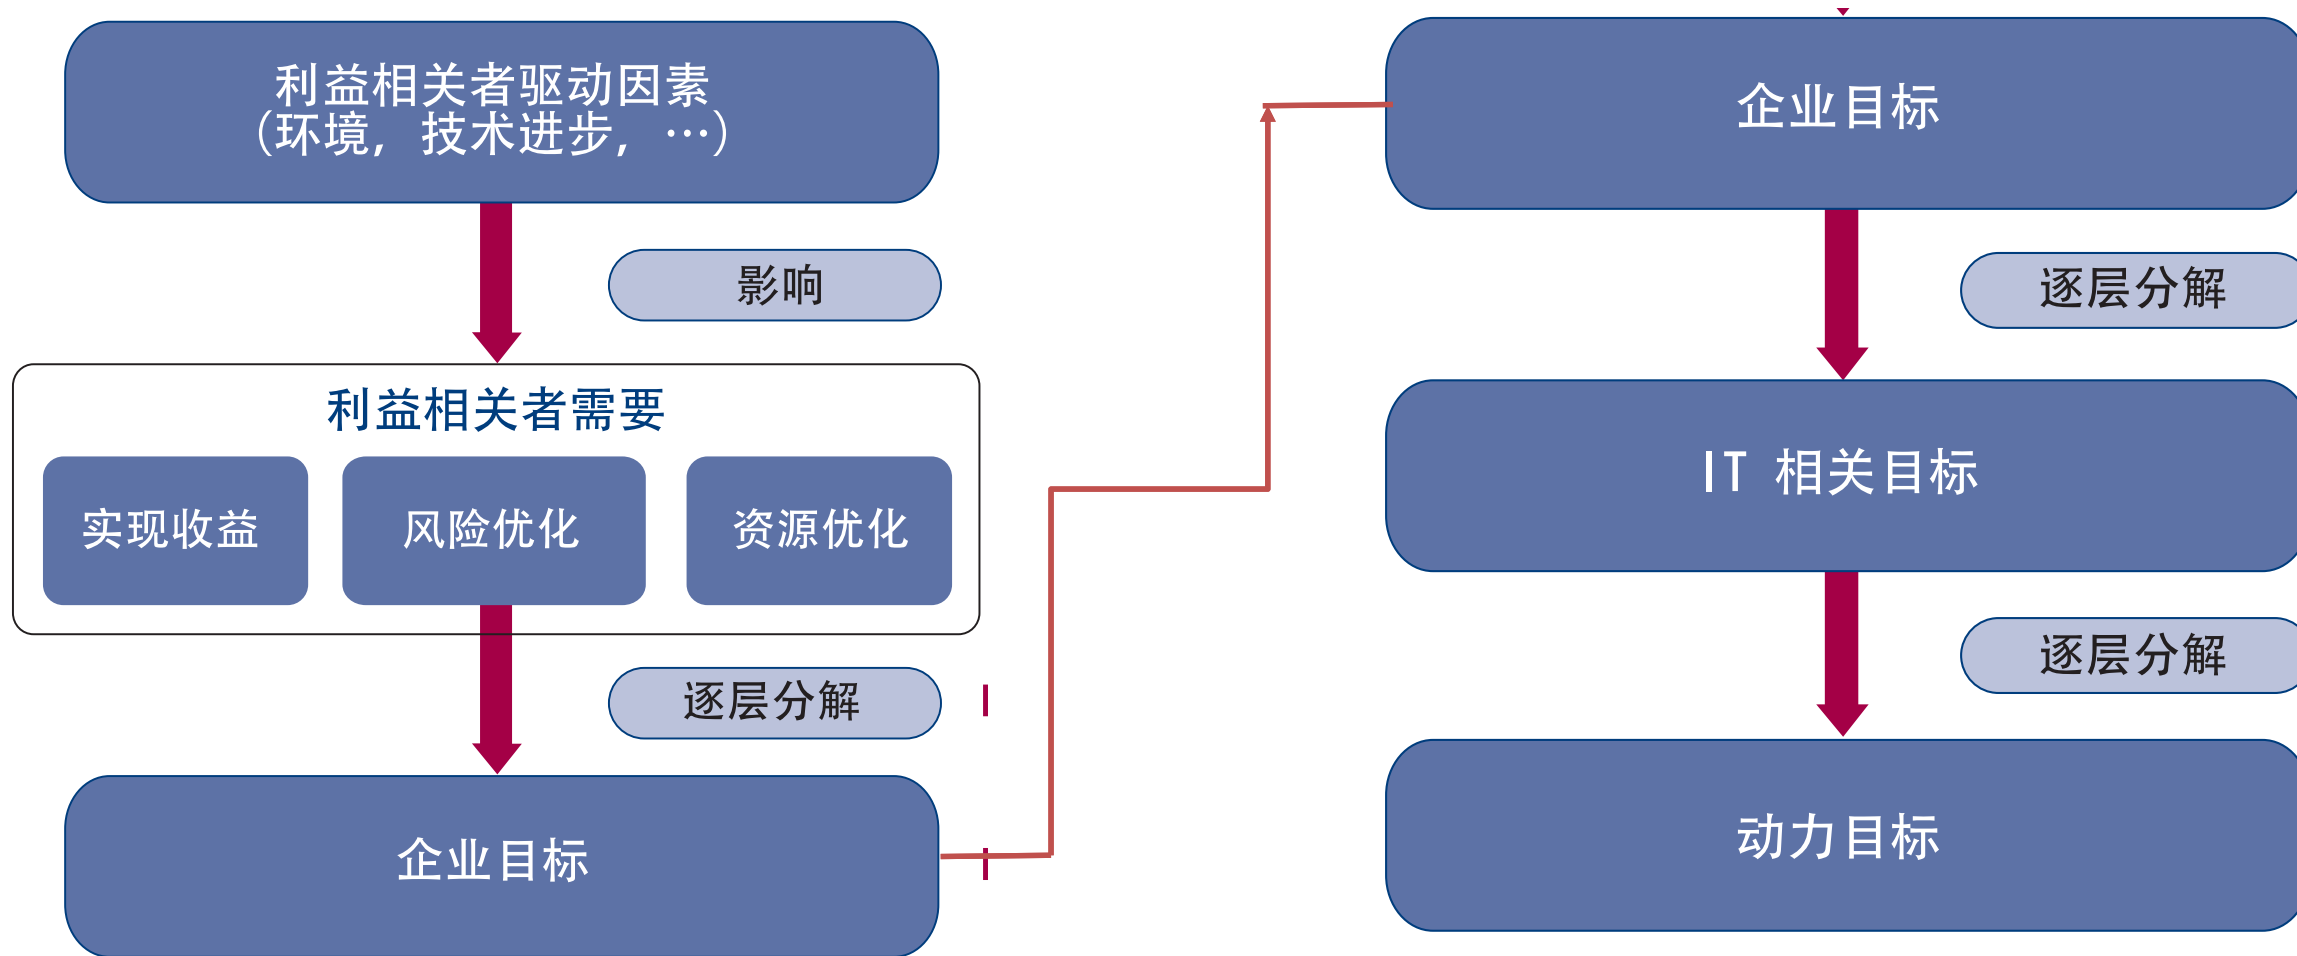 利益相关者驱动因素
（环境，技术进步，…）
影响
利益相关者需要
实现收益
风险优化
资源优化
逐层分解
企业目标
企业目标
逐层分解
IT 相关目标
逐层分解
动力目标